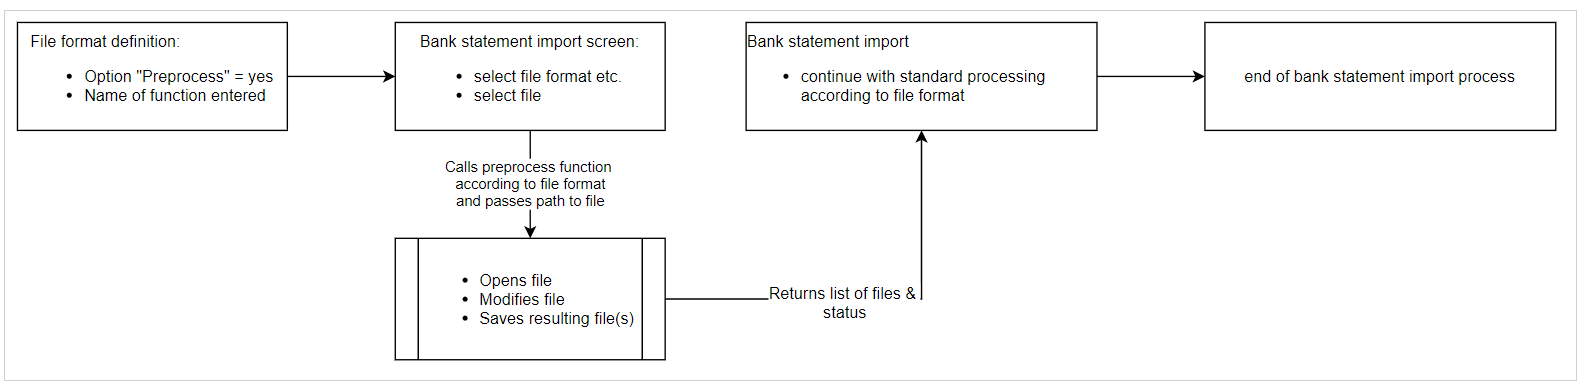 File format definition:
• Option "Preprocess" = yes
• Name of function entered
Bank statement import screen:
• select file format etc.
• select file
Bank statement import
• continue with standard processing
according to file format
end of bank statement import process
Calls preprocess function
according to file format
and passes path to file
• Opens file
• Modifies file
• Saves resulting file(s)
Returns list of files &
status